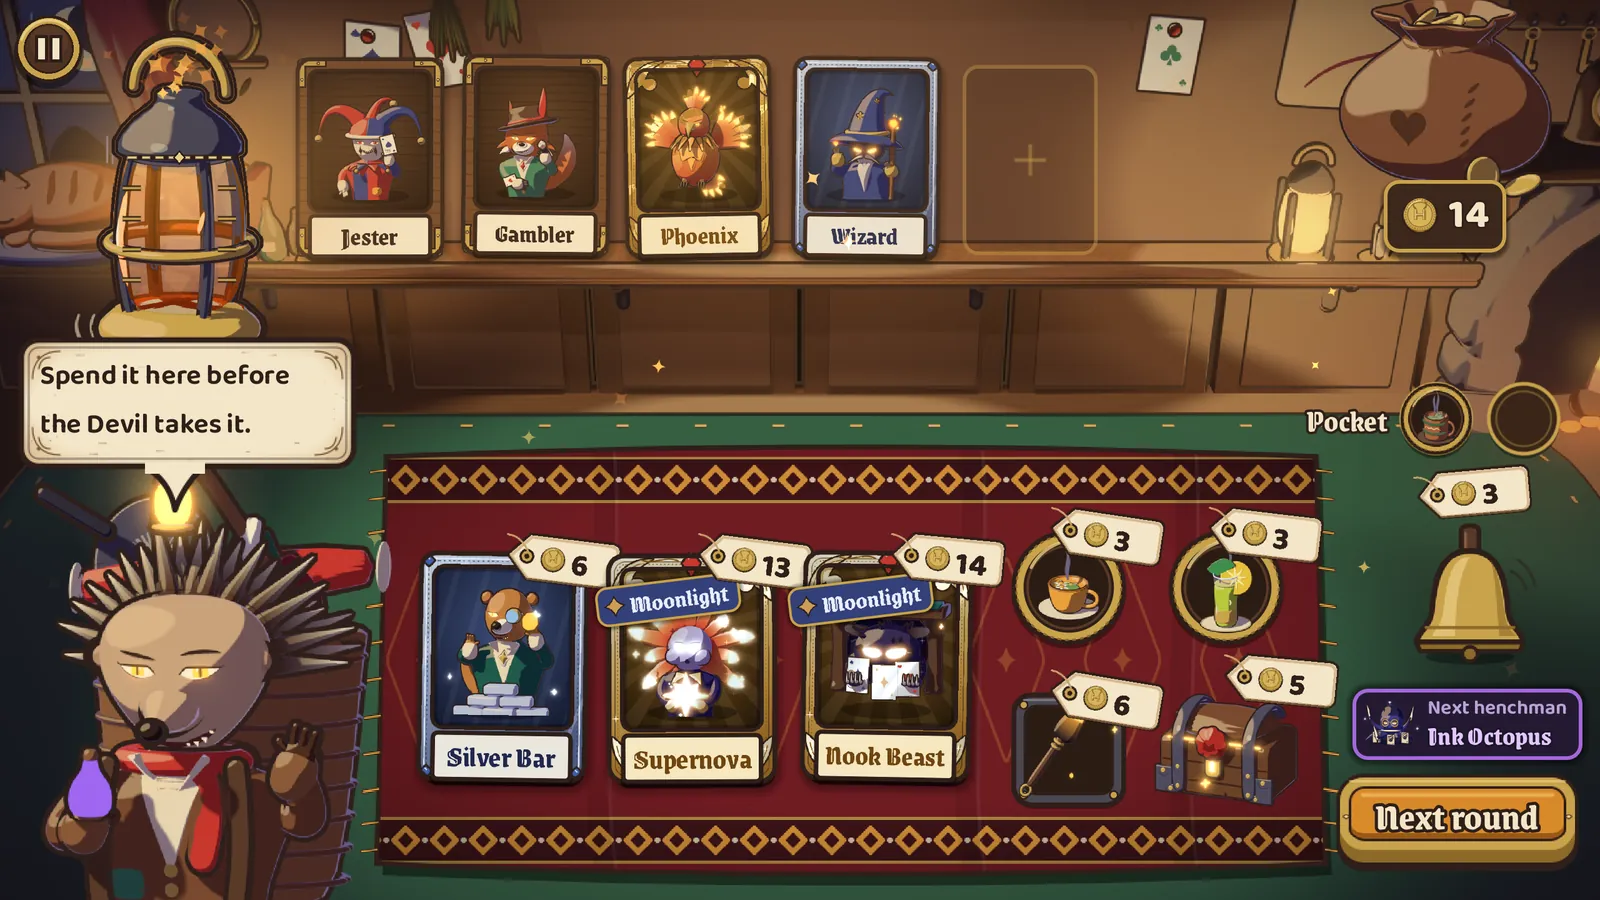 Jester
Gambler
Phoenix
Wizard
14
Spend it here before
the Devil takes it.
Pocket
3
6
13
14
3
3
Moonlight
Moonlight
6
5
Silver Bar
Supernova
Nook Beast
Next henchman
Ink Octopus
Next round